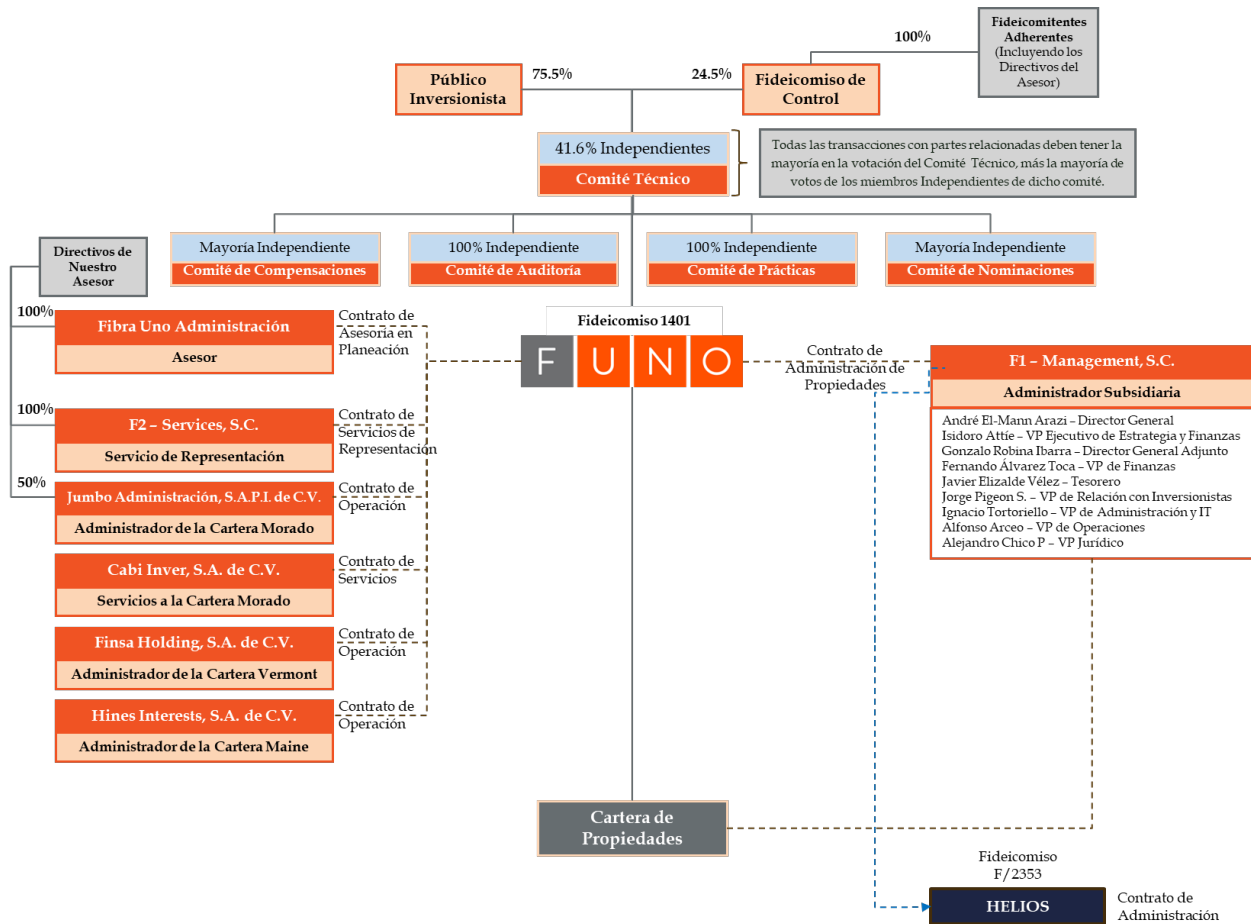 Fideicomitentes
Adherentes
(Incluyendo los
Directivos del
Asesor)
100%
Público
Inversionista
75.5%
24.5%
Fideicomiso de
Control
41.6% Independientes
Comité Técnico
Todas las transacciones con partes relacionadas deben tener la
mayoría en la votación del Comité Técnico, más la mayoría de
votos de los miembros Independientes de dicho comité.
Mayoría Independiente
Comité de Compensaciones
100% Independiente
Comité de Auditoría
100% Independiente
Comité de Prácticas
Mayoría Independiente
Comité de Nominaciones
Directivos de
Nuestro
Asesor
100%
Fibra Uno Administración
Asesor
Contrato de
Asesoría en
Planeación
Fideicomiso 1401
FUNO
Contrato de
Administración de
Propiedades
F1 – Management, S.C.
Administrador Subsidiaria
André El-Mann Arazi – Director General
Isidoro Attíe – VP Ejecutivo de Estrategia y Finanzas
Gonzalo Robina Ibarra – Director General Adjunto
Fernando Álvarez Toca – VP de Finanzas
Javier Elizalde Vélez – Tesorero
Jorge Pigeon S. – VP de Relación con Inversionistas
Ignacio Tortoriello – VP de Administración y IT
Alfonso Arceo – VP de Operaciones
Alejandro Chico P – VP Jurídico
100%
F2 – Services, S.C.
Servicio de Representación
Contrato de
Servicios de
Representación
50%
Jumbo Administración, S.A.P.I. de C.V.
Administrador de la Cartera Morado
Contrato de
Operación
Cabi Inver, S.A. de C.V.
Servicios a la Cartera Morado
Contrato de
Servicios
Finsa Holding, S.A. de C.V.
Administrador de la Cartera Vermont
Contrato de
Operación
Hines Interests, S.A. de C.V.
Administrador de la Cartera Maine
Contrato de
Operación
Cartera de
Propiedades
Fideicomiso
F/2353
HELIOS
Contrato de
Administración